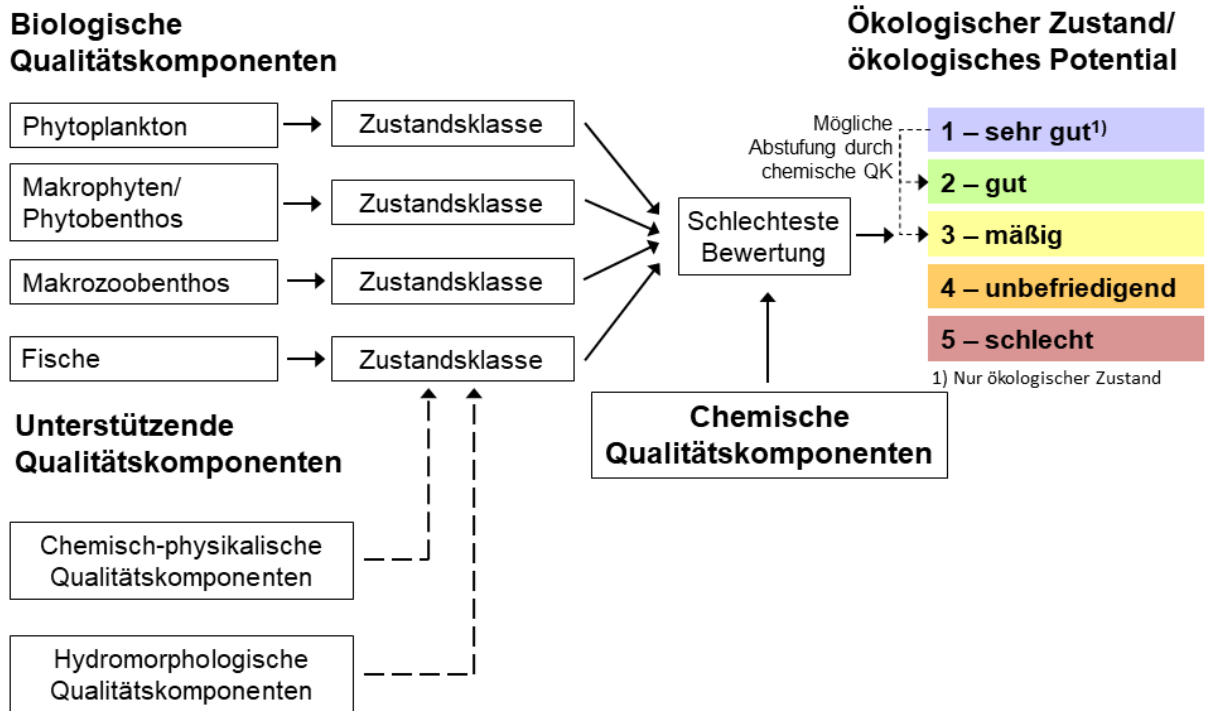 Biologische
Qualitätskomponenten
Ökologischer Zustand/
ökologisches Potential
Phytoplankton
Zustandsklasse
Makrophyten/
Phytobenthos
Zustandsklasse
Makrozoobenthos
Zustandsklasse
Fische
Zustandsklasse
Schlechteste
Bewertung
Mögliche
Abstufung durch
chemische QK
1 – sehr gut1)
2 – gut
3 – mäßig
4 – unbefriedigend
5 – schlecht
1) Nur ökologischer Zustand
Chemische
Qualitätskomponenten
Unterstützende
Qualitätskomponenten
Chemisch-physikalische
Qualitätskomponenten
Hydromorphologische
Qualitätskomponenten